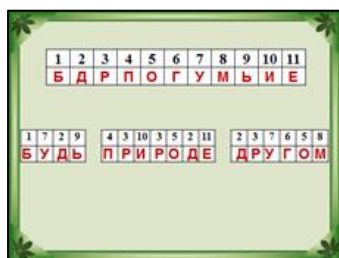 1 2 3 4 5 6 7 8 9 10 11
Б Д Р П О Г У М Ь И Е
1 7 2 9 4 3 10 3 5 2 11 2 3 7 6 5 8
Б У Д Ь П Р И Р О Д Е Д Р У Г О М